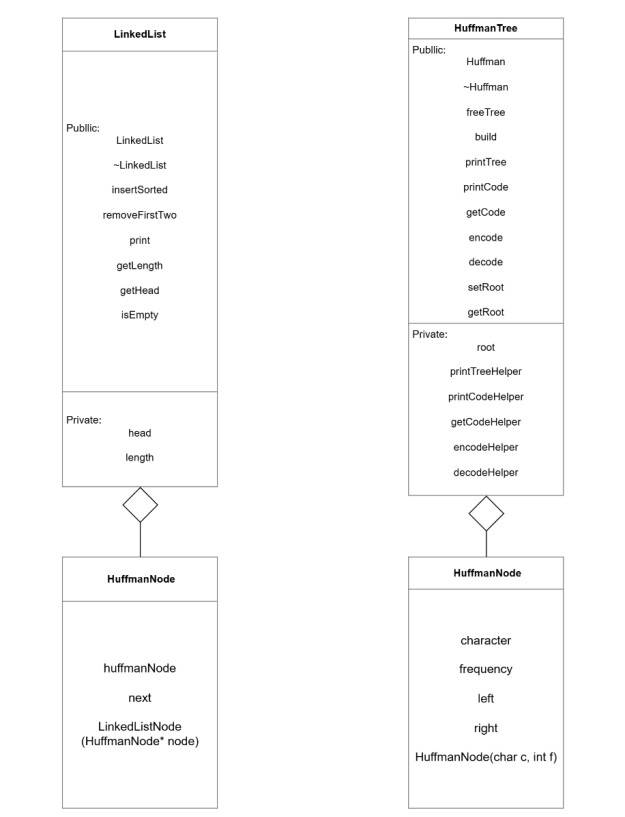 LinkedList
Publlic:
LinkedList
~LinkedList
insertSorted
removeFirstTwo
print
getLength
getHead
isEmpty
Private:
head
length
HuffmanNode
huffmanNode
next
LinkedListNode
(HuffmanNode* node)
HuffmanTree
Publlic:
Huffman
~Huffman
freeTree
build
printTree
printCode
getCode
encode
decode
setRoot
getRoot
Private:
root
printTreeHelper
printCodeHelper
getCodeHelper
encodeHelper
decodeHelper
HuffmanNode
character
frequency
left
right
HuffmanNode(char c, int f)